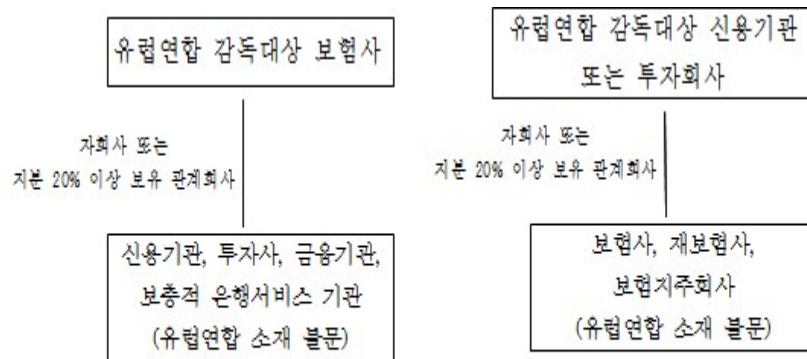 유럽연합 감독대상 보험사
자회사 또는
지분 20% 이상 보유 관계회사
신용기관, 투자사, 금융기관,
보충적 은행서비스 기관
(유럽연합 소재 불문)
유럽연합 감독대상 신용기관
또는 투자회사
자회사 또는
지분 20% 이상 보유 관계회사
보험사, 재보험사,
보험지주회사
(유럽연합 소재 불문)